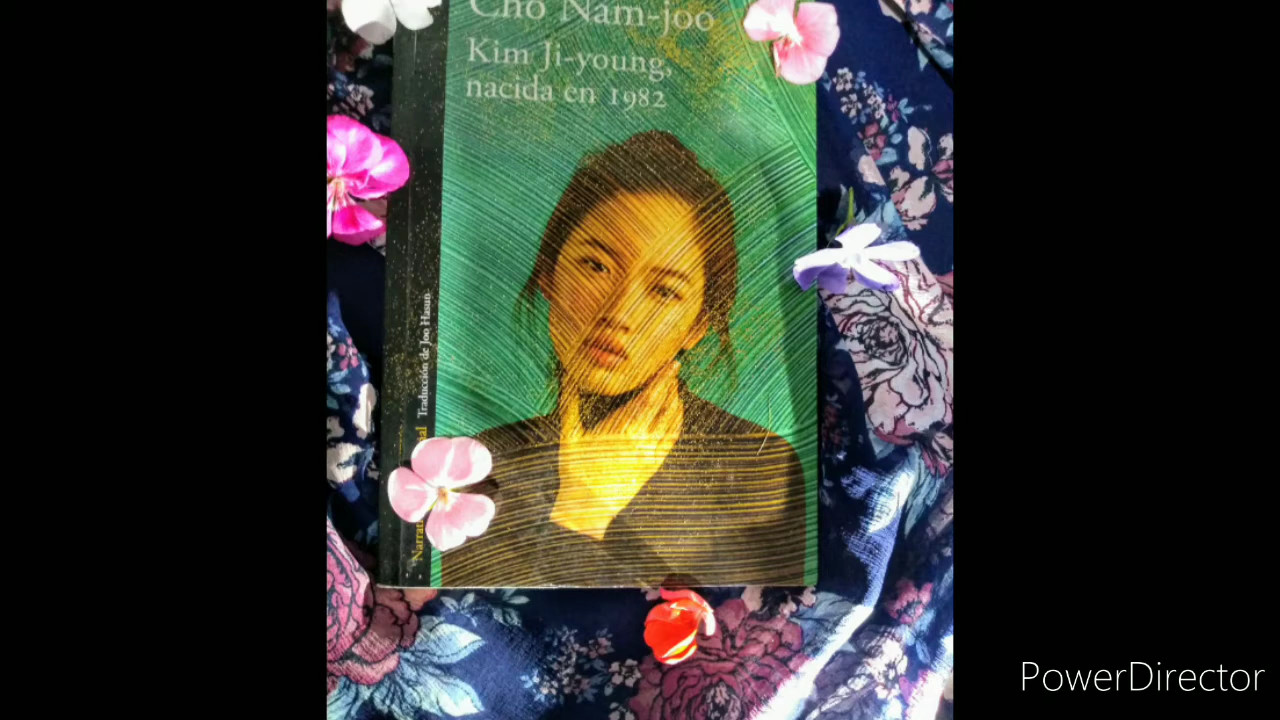 Cho Nam-joo
Kim Ji-young,
nacida en 1982
Traducción de Joo Hasun
PowerDirector